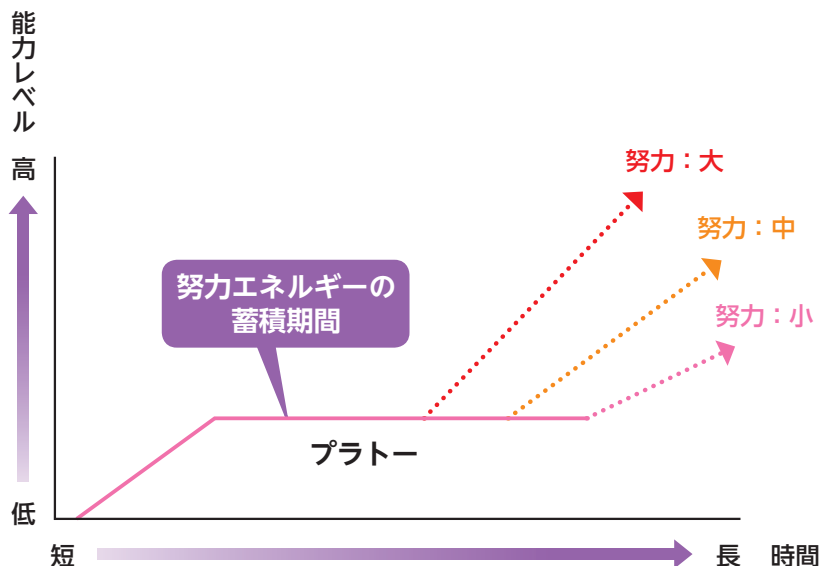 能力レベル
高
低
努力エネルギーの
蓄積期間
プラトー
努力：大
努力：中
努力：小
短
長
時間